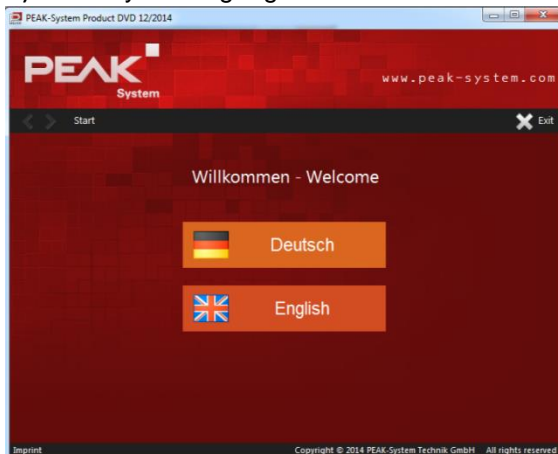 PEAK-System Product DVD 12/2014
PEAK
System
www.peak-system.com
Start
Exit
Willkommen - Welcome
Deutsch
English
Imprint
Copyright © 2014 PEAK-System Technik GmbH All rights reserved